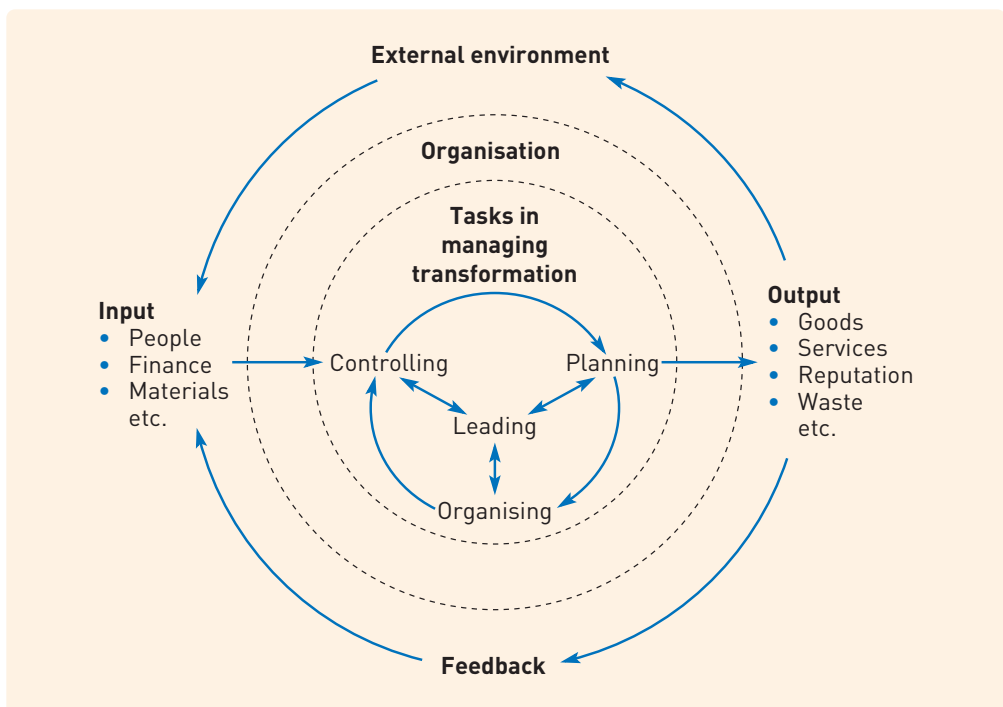 External environment
Organisation
Tasks in
managing
transformation
Input
• People
• Finance
• Materials
etc.
Controlling
Planning
Leading
Organising
Output
• Goods
• Services
• Reputation
• Waste
etc.
Feedback